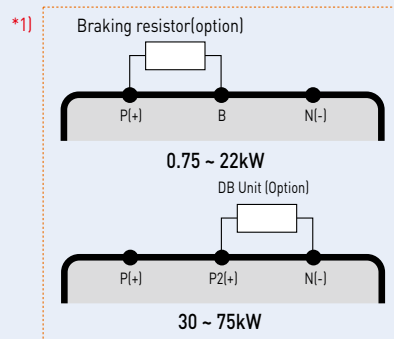 *1)
Braking resistor(option)
P(+) B N(-)
0.75 ~ 22kW
DB Unit (Option)
P(+) P2(+) N(-)
30 ~ 75kW